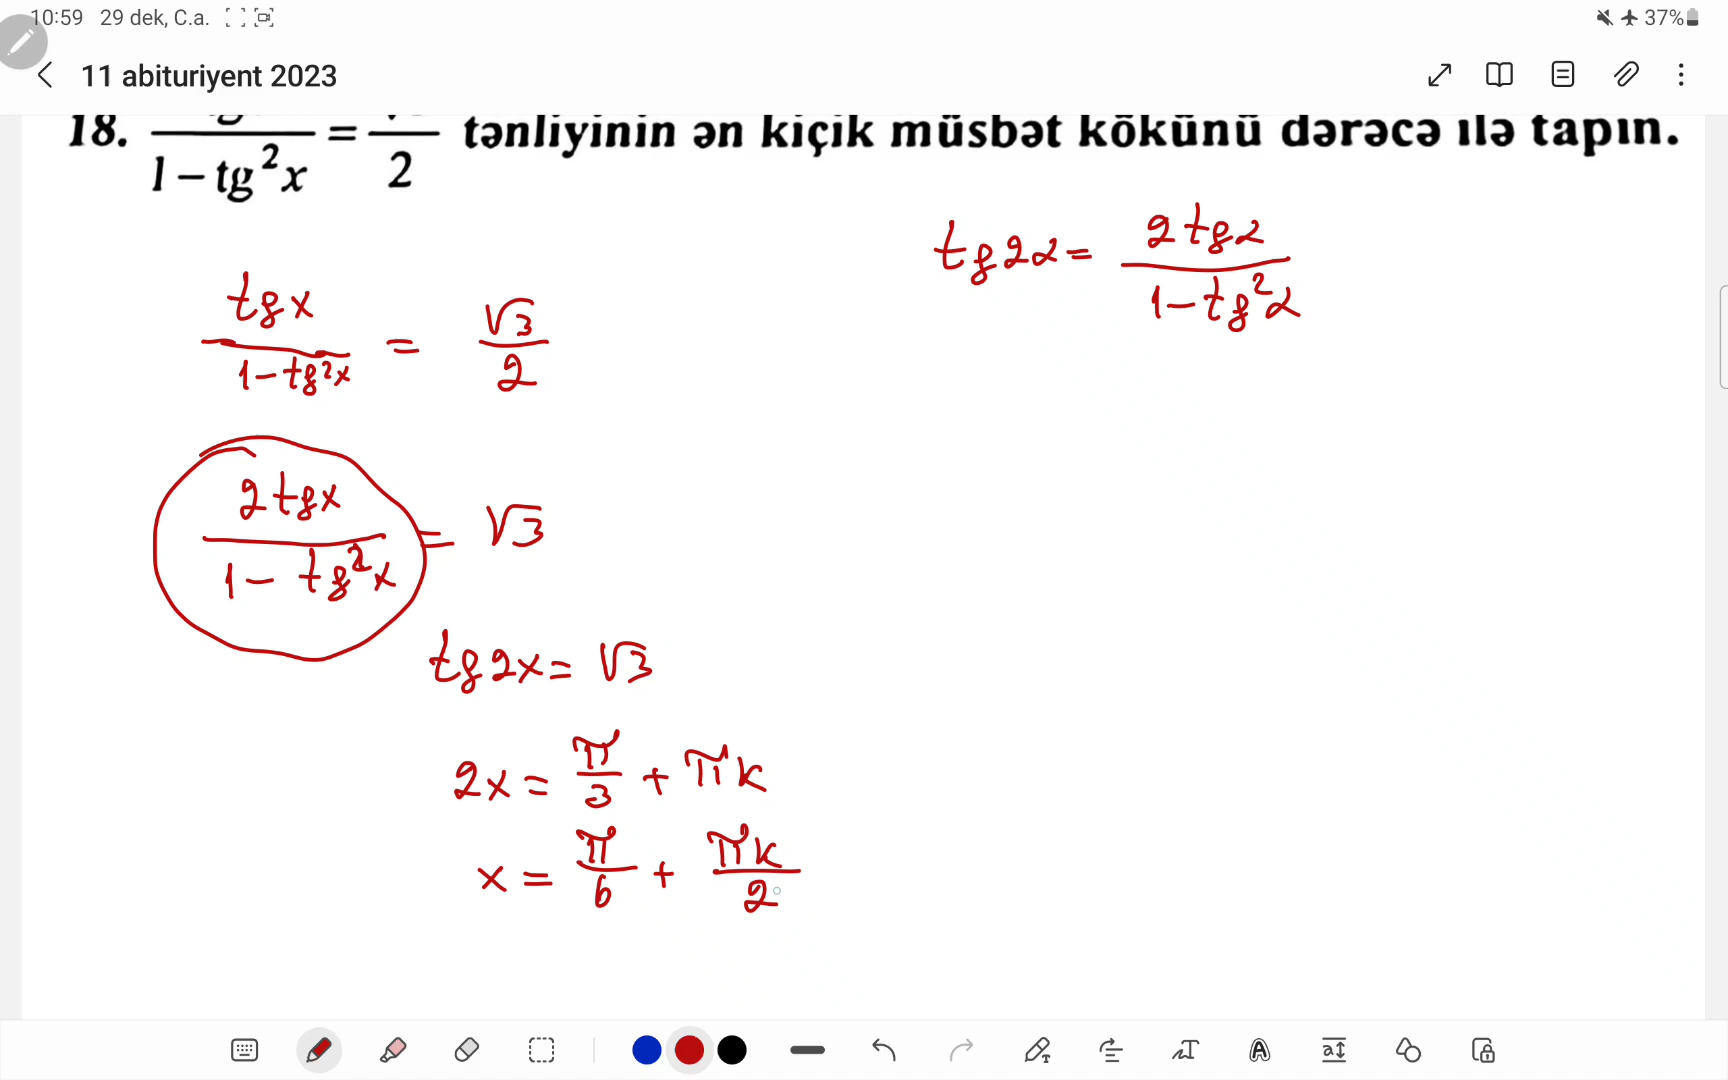 10:59 29 dek, C.a. 37%
11 abituriyent 2023
18. /(1 – tg²x) = /2 tənliyinin ən kiçik müsbət kökünü dərəcə ilə tapın.
tg2α = 2tgα/(1 – tg²α)
tgx/(1 – tg²x) = √3/2
2tgx/(1 – tg²x) = √3
tg2x = √3
2x = π/3 + πk
x = π/6 + πk/2